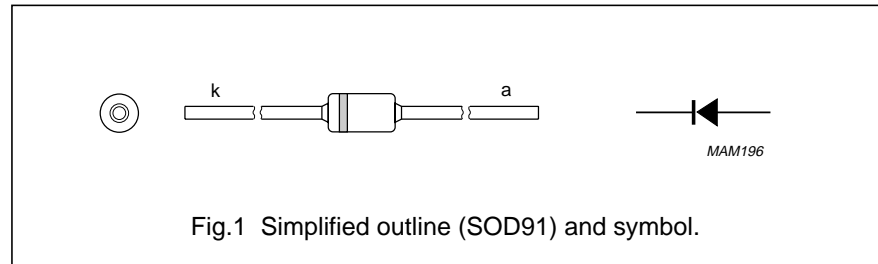 k
a
MAM196
Fig.1 Simplified outline (SOD91) and symbol.